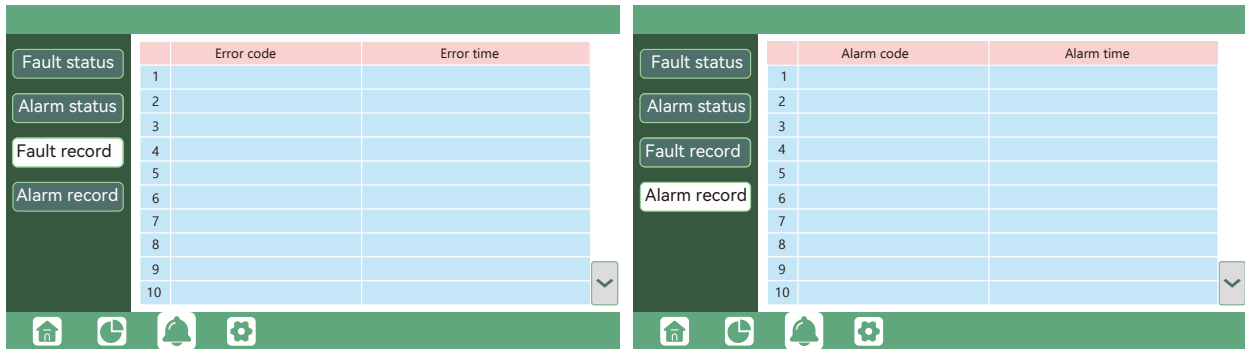 Error code Error time
Fault status
1
2
Alarm status
3
Fault record
4
5
Alarm record
6
7
8
9
10
Alarm code Alarm time
Fault status
1
2
Alarm status
3
Fault record
4
5
Alarm record
6
7
8
9
10